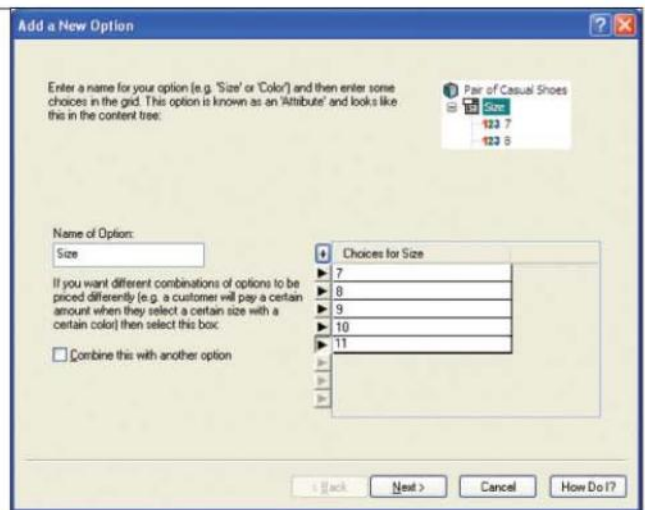 Add a New Option
Enter a name for your option (e.g. 'Size' or 'Color') and then enter some
choices in the grid. This option is known as an 'Attribute' and looks like
this in the content tree:
Pair of Casual Shoes
Size
123 7
123 8
Name of Option:
Size
If you want different combinations of options to be
priced differently (e.g. a customer will pay a certain
amount when they select a certain size with a
certain color) then select this box:
Combine this with another option
Choices for Size
7
8
9
10
11
< Back
Next >
Cancel
How Do I?